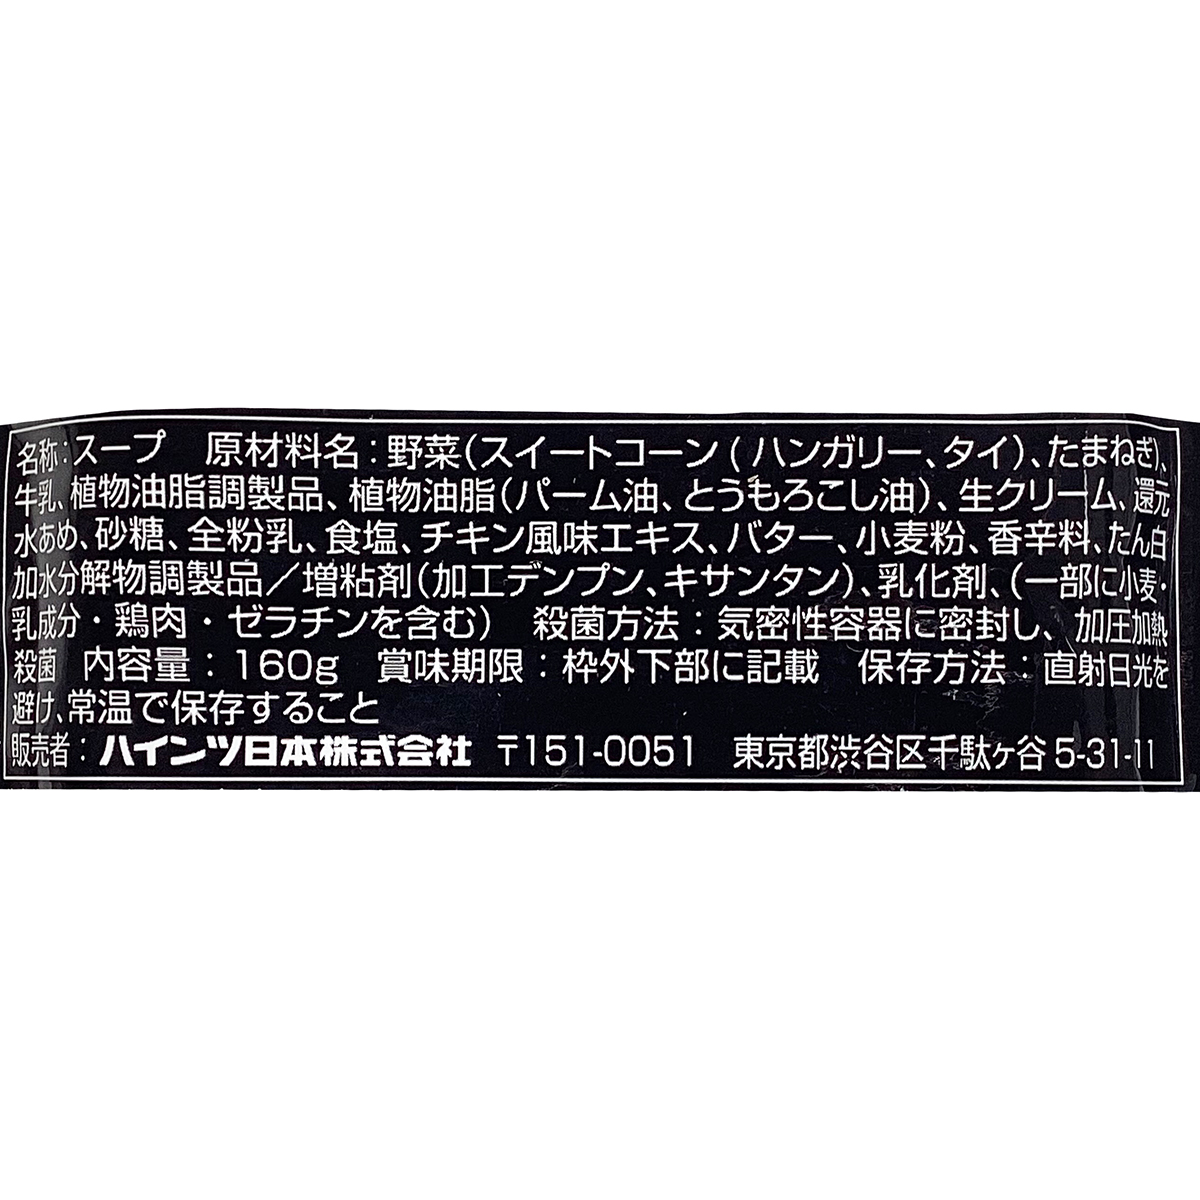 名称：スープ　原材料名：野菜（スイートコーン（ハンガリー、タイ）、たまねぎ）、
牛乳、植物油脂調製品、植物油脂（パーム油、とうもろこし油）、生クリーム、還元
水あめ、砂糖、全粉乳、食塩、チキン風味エキス、バター、小麦粉、香辛料、たん白
加水分解物調製品／増粘剤（加工デンプン、キサンタン）、乳化剤、（一部に小麦・
乳成分・鶏肉・ゼラチンを含む）　殺菌方法：気密性容器に密封し、加圧加熱
殺菌　内容量：160g　賞味期限：枠外下部に記載　保存方法：直射日光を
避け、常温で保存すること
販売者：ハインツ日本株式会社　〒151-0051　東京都渋谷区千駄ヶ谷5-31-11